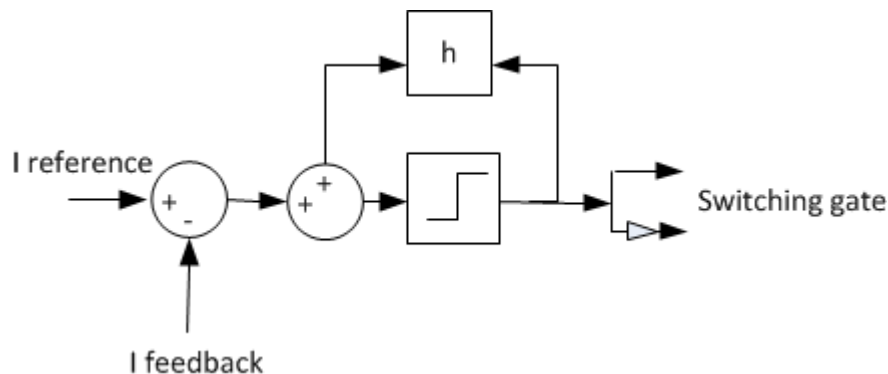 h
I reference
+
-
+
+
Switching gate
I feedback